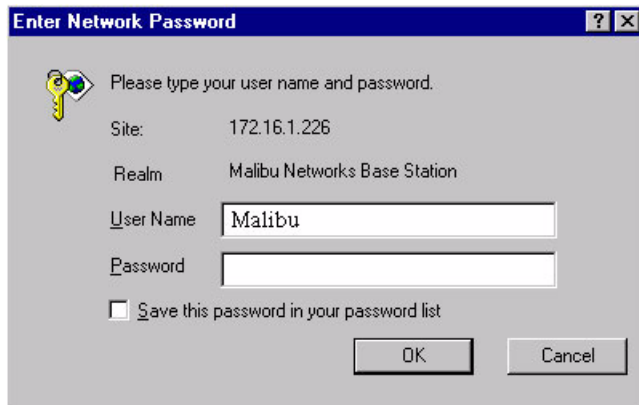 Enter Network Password
Please type your user name and password.
Site: 172.16.1.226
Realm Malibu Networks Base Station
User Name Malibu
Password
Save this password in your password list
OK Cancel